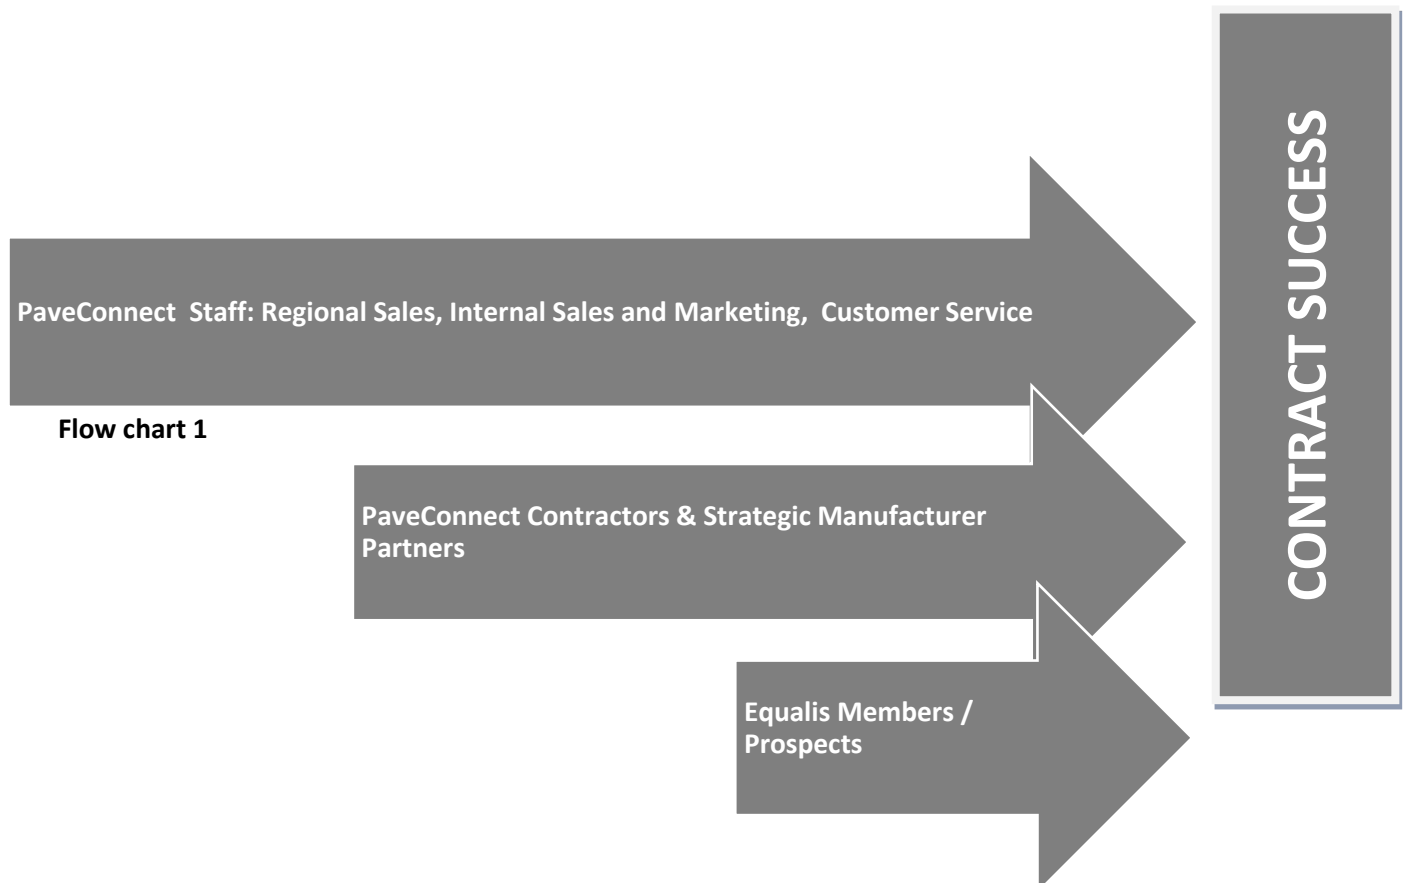 PaveConnect  Staff: Regional Sales, Internal Sales and Marketing,  Customer Service
Flow chart 1
PaveConnect Contractors & Strategic Manufacturer
Partners
Equalis Members /
Prospects
CONTRACT SUCCESS